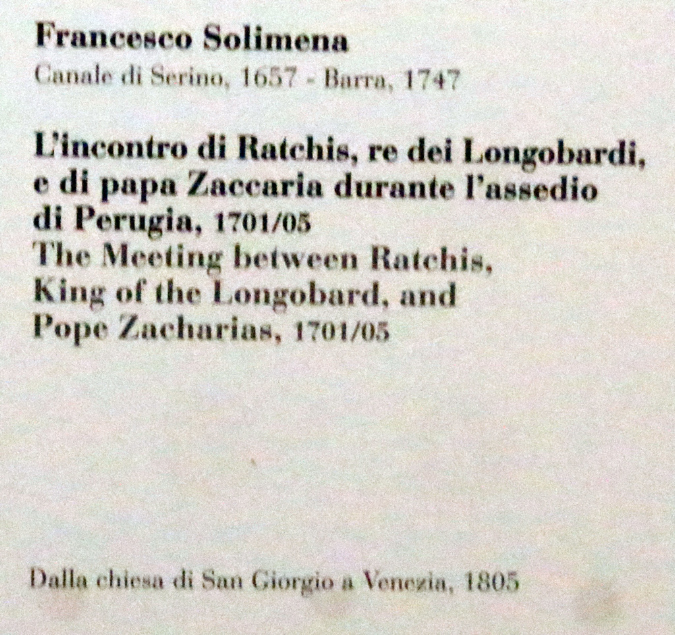 Francesco Solimena
Canale di Serino, 1657 - Barra, 1747
L'incontro di Ratchis, re dei Longobardi,
e di papa Zaccaria durante l'assedio
di Perugia, 1701/05
The Meeting between Ratchis,
King of the Longobard, and
Pope Zacharias, 1701/05
Dalla chiesa di San Giorgio a Venezia, 1805